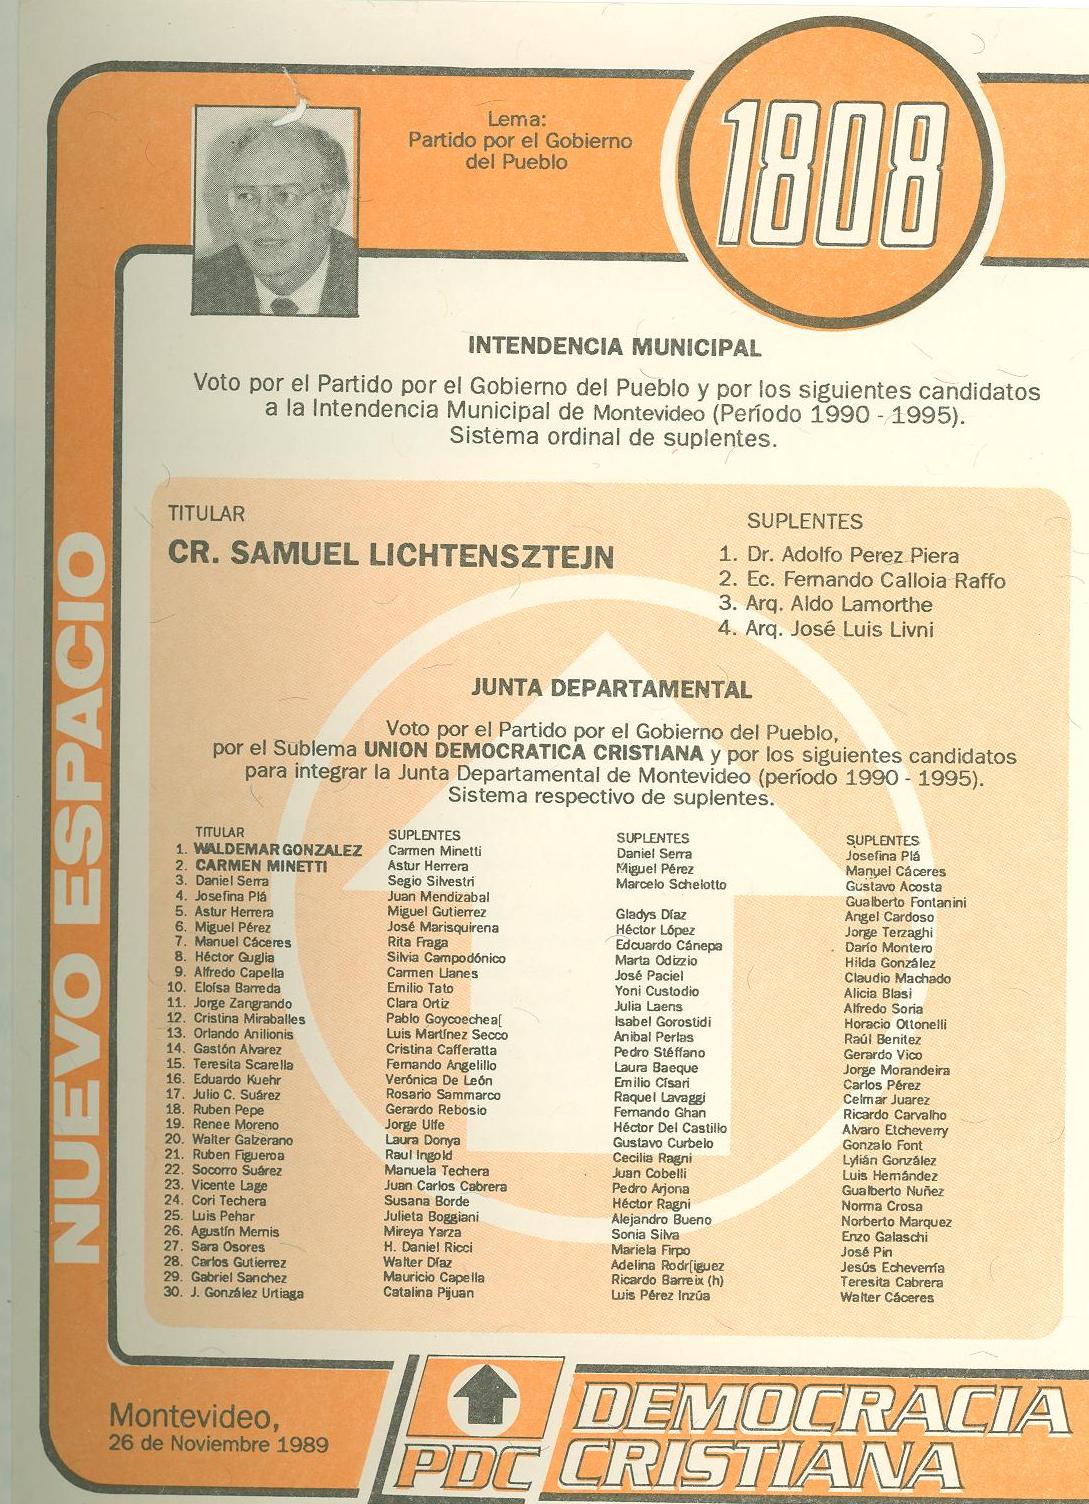 1808
Lema:
Partido por el Gobierno
del Pueblo
NUEVO ESPACIO
INTENDENCIA MUNICIPAL
Voto por el Partido por el Gobierno del Pueblo y por los siguientes candidatos
a la Intendencia Municipal de Montevideo (Período 1990 - 1995).
Sistema ordinal de suplentes.
TITULAR
CR. SAMUEL LICHTENSZTEJN
SUPLENTES
1. Dr. Adolfo Perez Piera
2. Ec. Fernando Calloia Raffo
3. Arq. Aldo Lamorthe
4. Arq. José Luis Livni
JUNTA DEPARTAMENTAL
Voto por el Partido por el Gobierno del Pueblo,
por el Sublema UNION DEMOCRATICA CRISTIANA y por los siguientes candidatos
para integrar la Junta Departamental de Montevideo (período 1990 - 1995).
Sistema respectivo de suplentes.
TITULAR SUPLENTES SUPLENTES SUPLENTES
1. WALDEMAR GONZALEZ Carmen Minetti Daniel Serra Josefina Plá
2. CARMEN MINETTI Astur Herrera Miguel Pérez Manuel Cáceres
3. Daniel Serra Segio Silvestri Marcelo Schelotto Gustavo Acosta
4. Josefina Plá Juan Mendizabal Gualberto Fontanini
5. Astur Herrera Miguel Gutierrez Gladys Díaz Angel Cardoso
6. Miguel Pérez José Marisquirena Héctor López Jorge Terzaghi
7. Manuel Cáceres Rita Fraga Edcuardo Cánepa Darío Montero
8. Héctor Guglia Silvia Campodónico Marta Odizzio Hilda González
9. Alfredo Capella Carmen Llanes José Paciel Claudio Machado
10. Eloísa Barreda Emilio Tato Yoni Custodio Alicia Blasi
11. Jorge Zangrando Clara Ortiz Julia Laens Alfredo Soria
12. Cristina Miraballes Pablo Goycoechea[ Isabel Gorostidi Horacio Ottonelli
13. Orlando Anilionis Luis Martínez Secco Anibal Perlas Raúl Benitez
14. Gastón Alvarez Cristina Cafferatta Pedro Stéffano Gerardo Vico
15. Teresita Scarella Fernando Angelillo Laura Baeque Jorge Morandeira
16. Eduardo Kuehr Verónica De León Emilio Císari Carlos Pérez
17. Julio C. Suárez Rosario Sammarco Raquel Lavaggi Celmar Juarez
18. Ruben Pepe Gerardo Rebosio Fernando Ghan Ricardo Carvalho
19. Renee Moreno Jorge Ulfe Héctor Del Castillo Alvaro Etcheverry
20. Walter Galzerano Laura Donya Gustavo Curbelo Gonzalo Font
21. Ruben Figueroa Raul Ingold Cecilia Ragni Lylián González
22. Socorro Suárez Manuela Techera Juan Cobelli Luis Hernández
23. Vicente Lage Juan Carlos Cabrera Pedro Arjona Gualberto Nuñez
24. Cori Techera Susana Borde Héctor Ragni Norma Crosa
25. Luis Pehar Julieta Boggiani Alejandro Bueno Norberto Marquez
26. Agustín Mernis Mireya Yarza Sonia Silva Enzo Galaschi
27. Sara Osores H. Daniel Ricci Mariela Firpo José Pin
28. Carlos Gutierrez Walter Díaz Adelina Rodr[iguez Jesús Echeverría
29. Gabriel Sanchez Mauricio Capella Ricardo Barreix (h) Teresita Cabrera
30. J. González Urtiaga Catalina Pijuan Luis Pérez Inzúa Walter Cáceres
Montevideo,
26 de Noviembre 1989
PDC
DEMOCRACIA
CRISTIANA